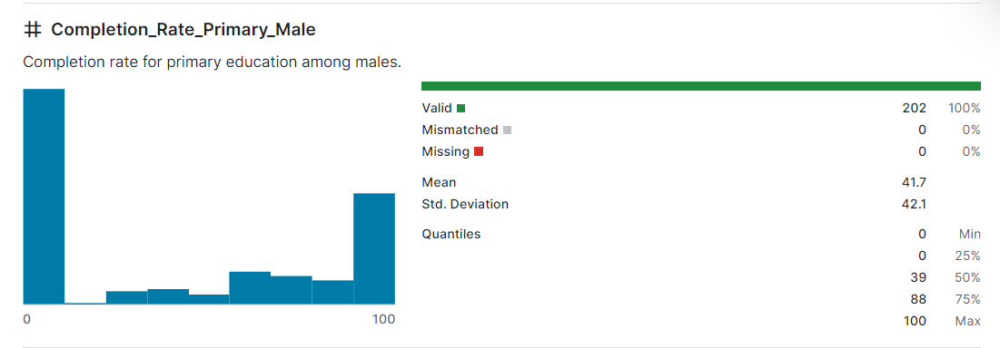 # Completion_Rate_Primary_Male
Completion rate for primary education among males.
0 100
Valid 202 100%
Mismatched 0 0%
Missing 0 0%
Mean 41.7
Std. Deviation 42.1
Quantiles 0 Min
0 25%
39 50%
88 75%
100 Max